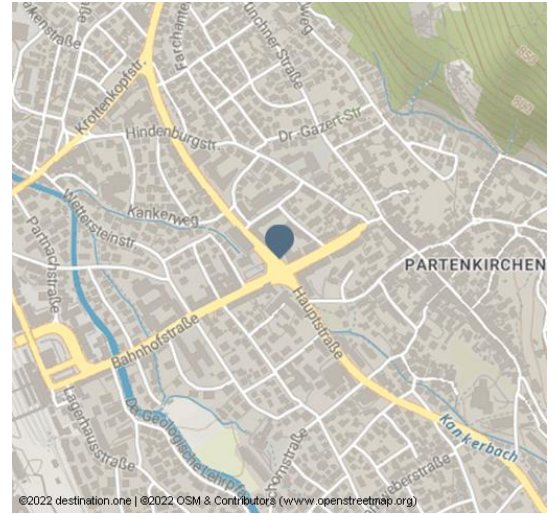 Krottenkopfstr.
Farchanter
Münchner Straße
Hindenburgstr.
Dr.-Gazert-Str.
Wettersteinstr.
Kankerweg
Partnachstraße
PARTENKIRCHEN
Bahnhofstraße
Hauptstraße
Lagerhausstraße
Kankerbach
©2022 destination.one | ©2022 OSM & Contributors (www.openstreetmap.org)